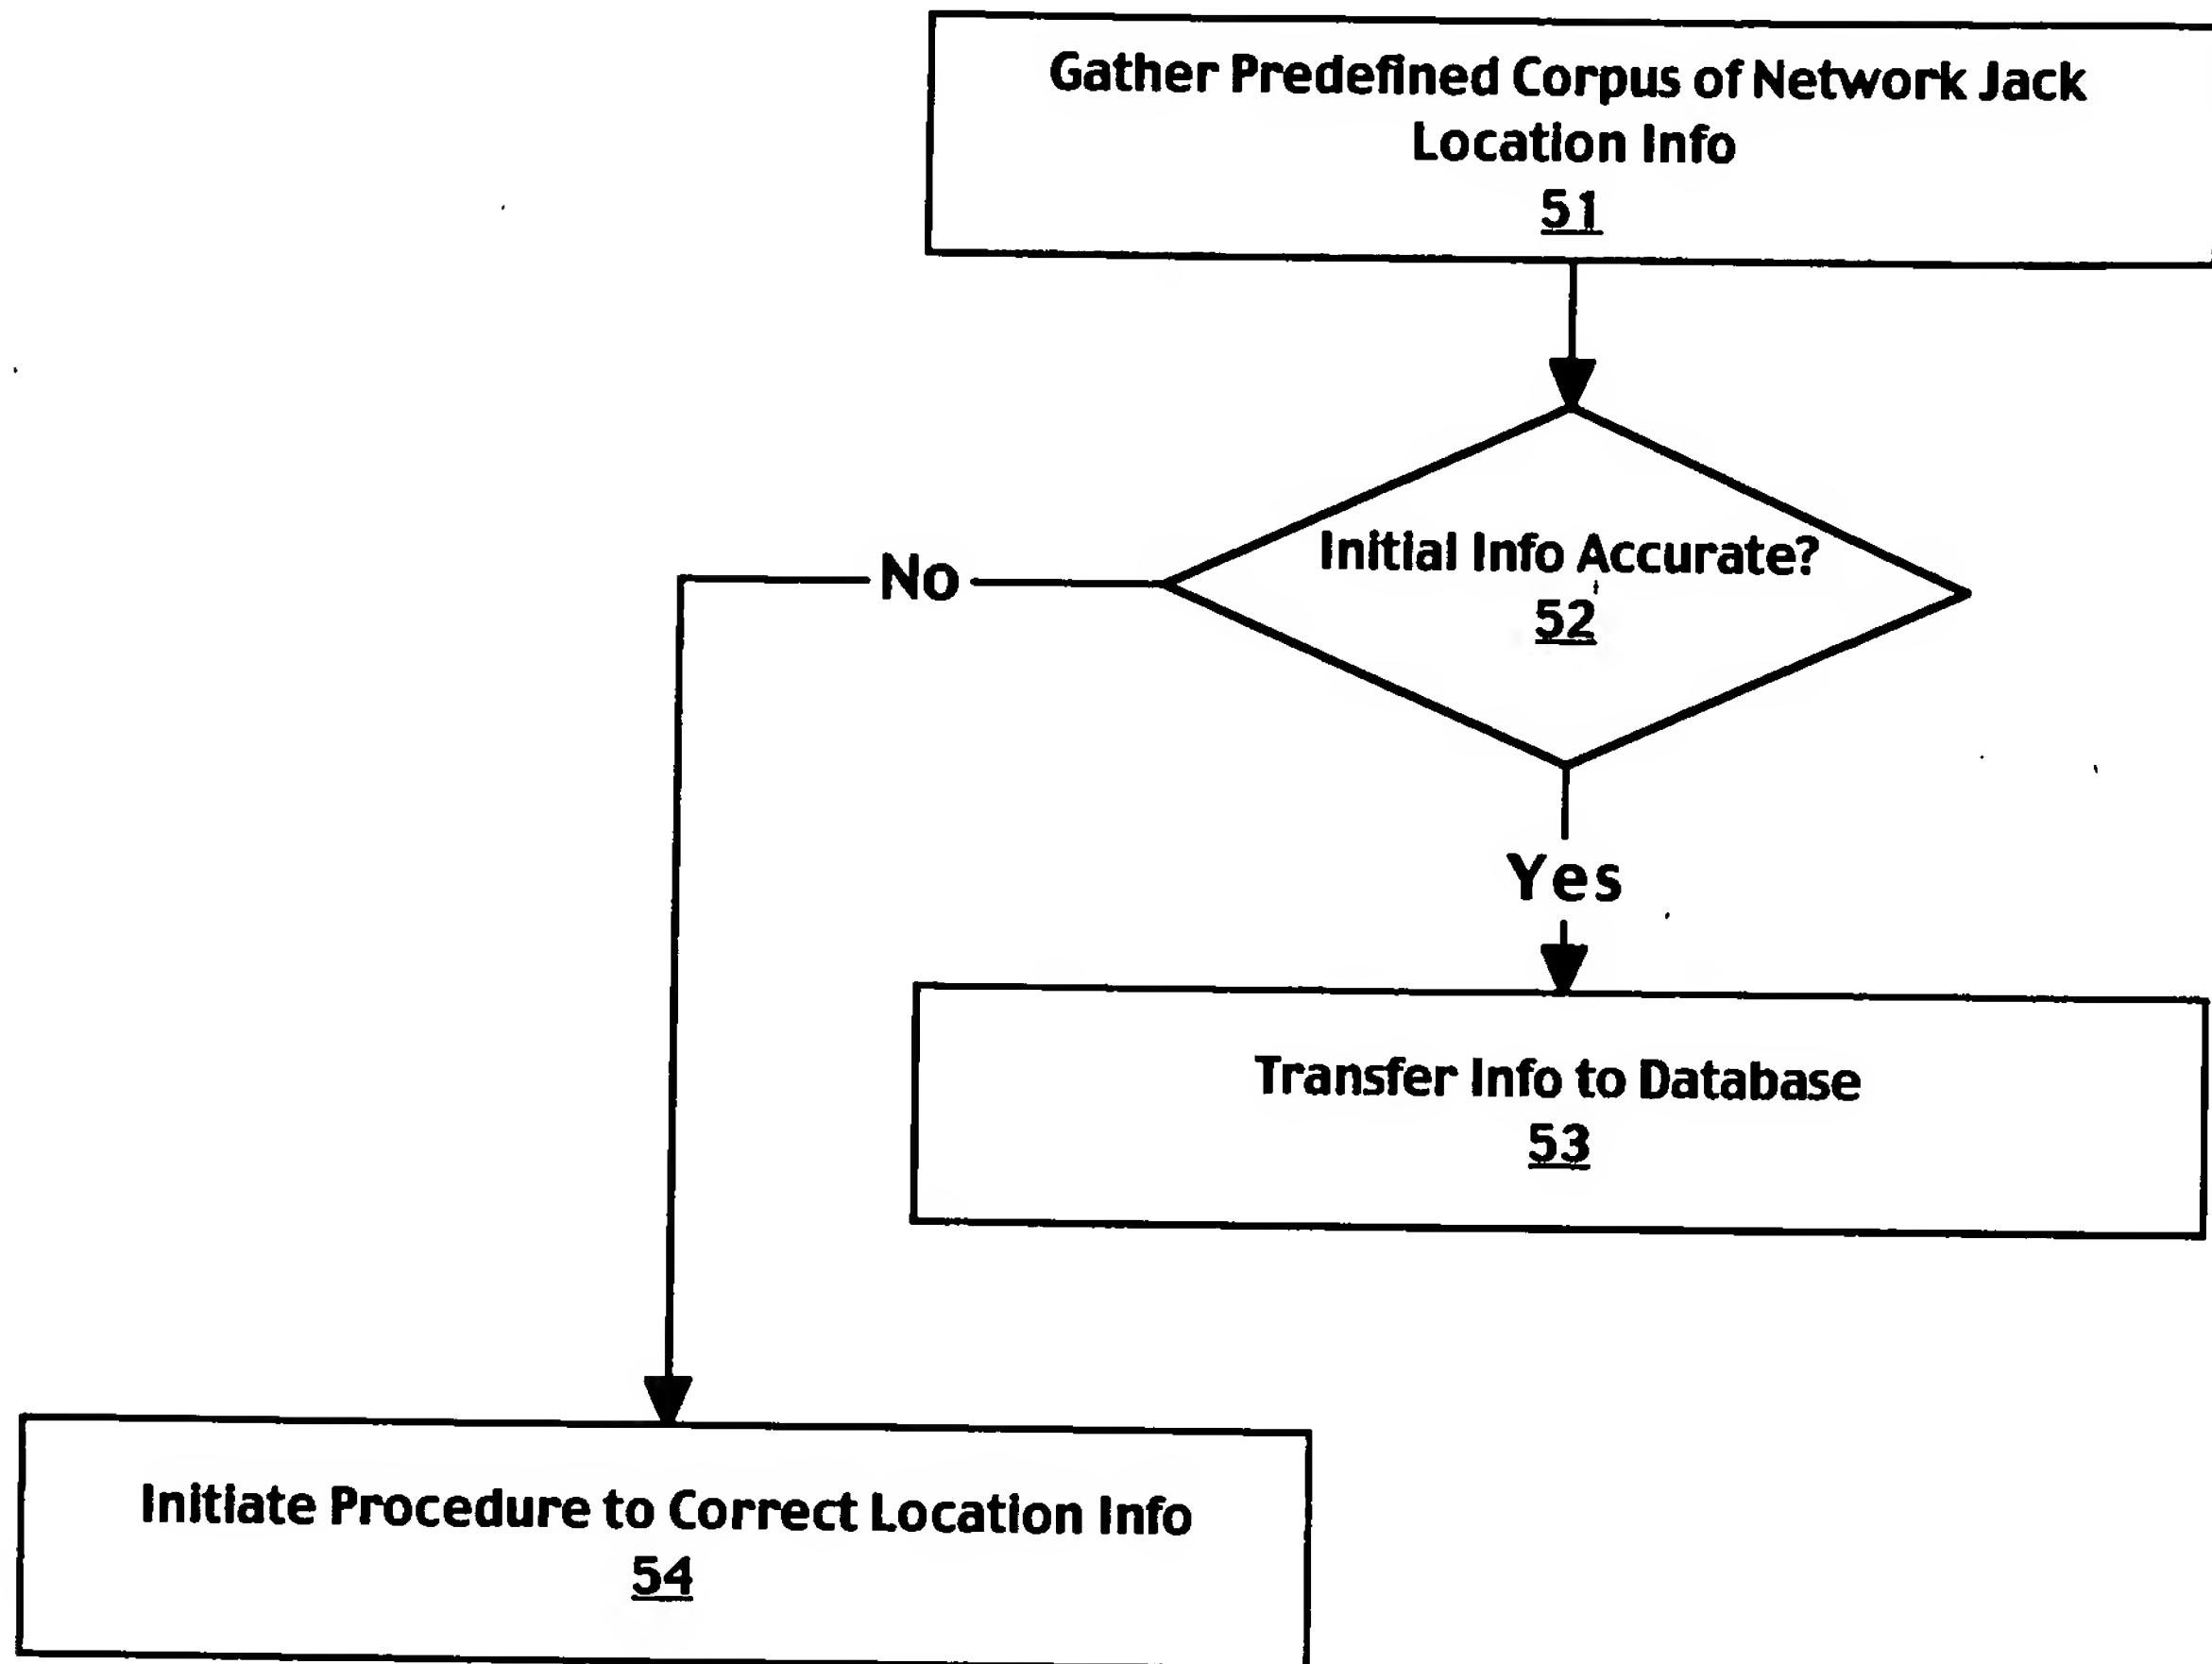 Gather Predefined Corpus of Network Jack
Location Info
51
Initial Info Accurate?
52
No
Yes
Transfer Info to Database
53
Initiate Procedure to Correct Location Info
54